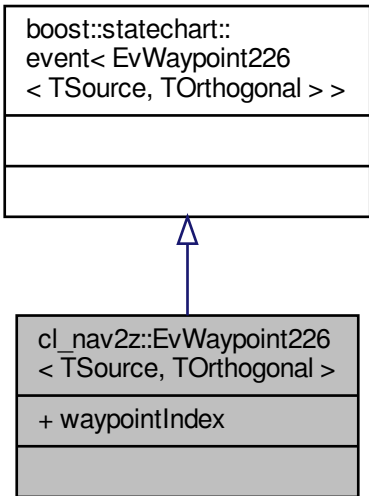 boost::statechart::
event< EvWaypoint226
< TSource, TOrthogonal > >
cl_nav2z::EvWaypoint226
< TSource, TOrthogonal >
+ waypointIndex